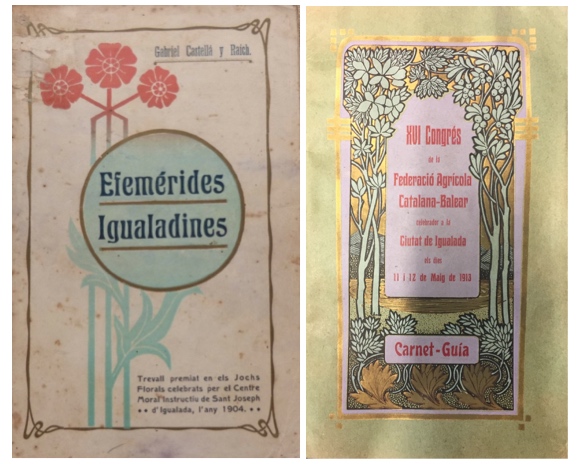 Gabriel Castellá y Raich.
Efemérides
Igualadines
Trevall premiat en els Jochs
Florals celebrats per el Centre
Moral Instructiu de Sant Joseph
•• d'Igualada, l'any 1904. ••
XVI Congrés
de la
Federació Agrícola
Catalana-Balear
celebrador a la
Ciutat de Igualada
els dies
11 i 12 de Maig de 1913
Carnet-Guía